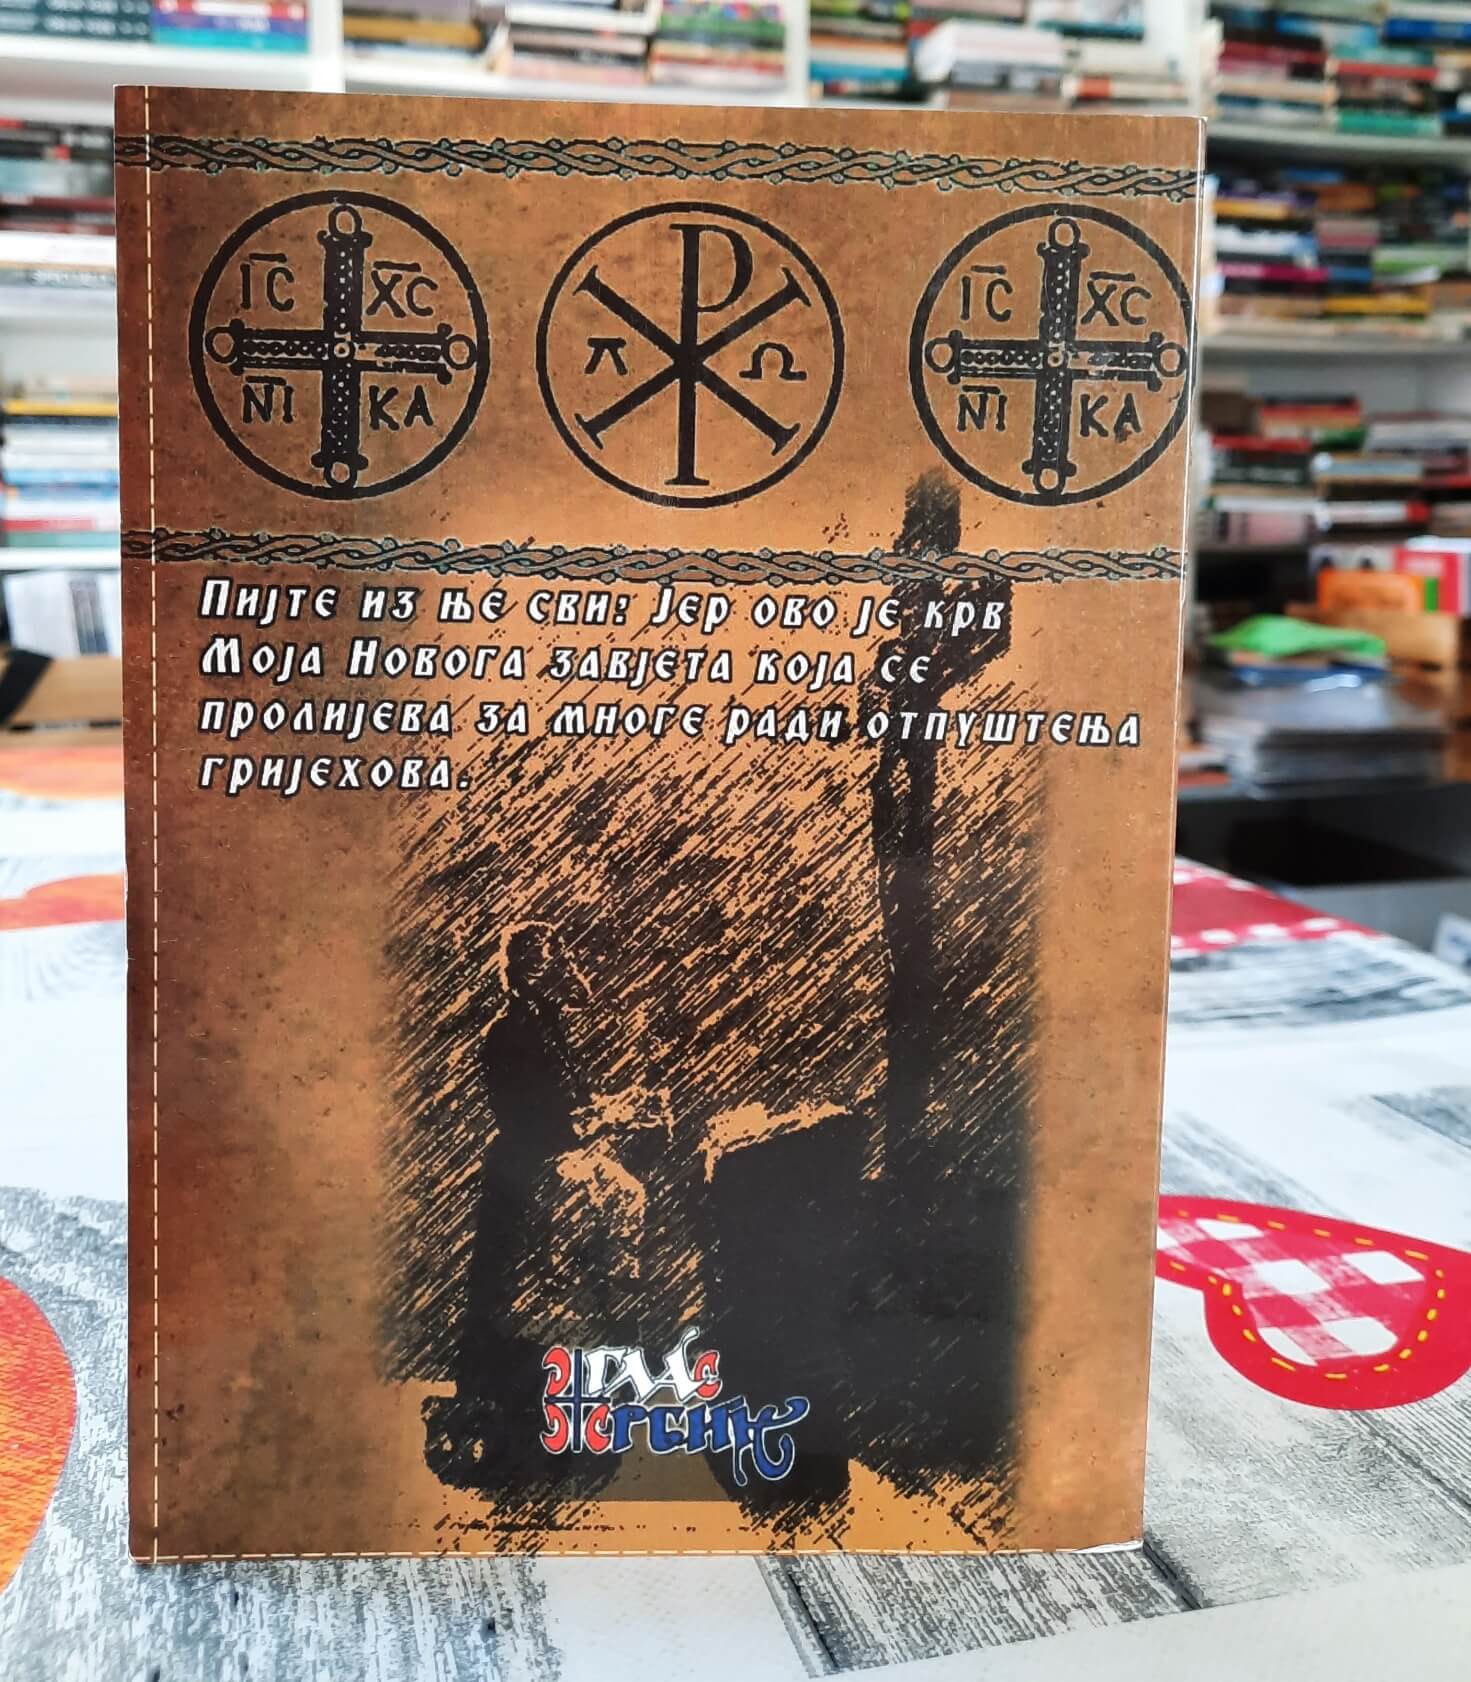 IC XC
NI KA
Ρ
Λ Ω
IC XC
NI KA
Пијте из ње сви! Јер ово је крв
Моја Новога завјета која се
пролијева за многе ради отпуштења
гријехова.